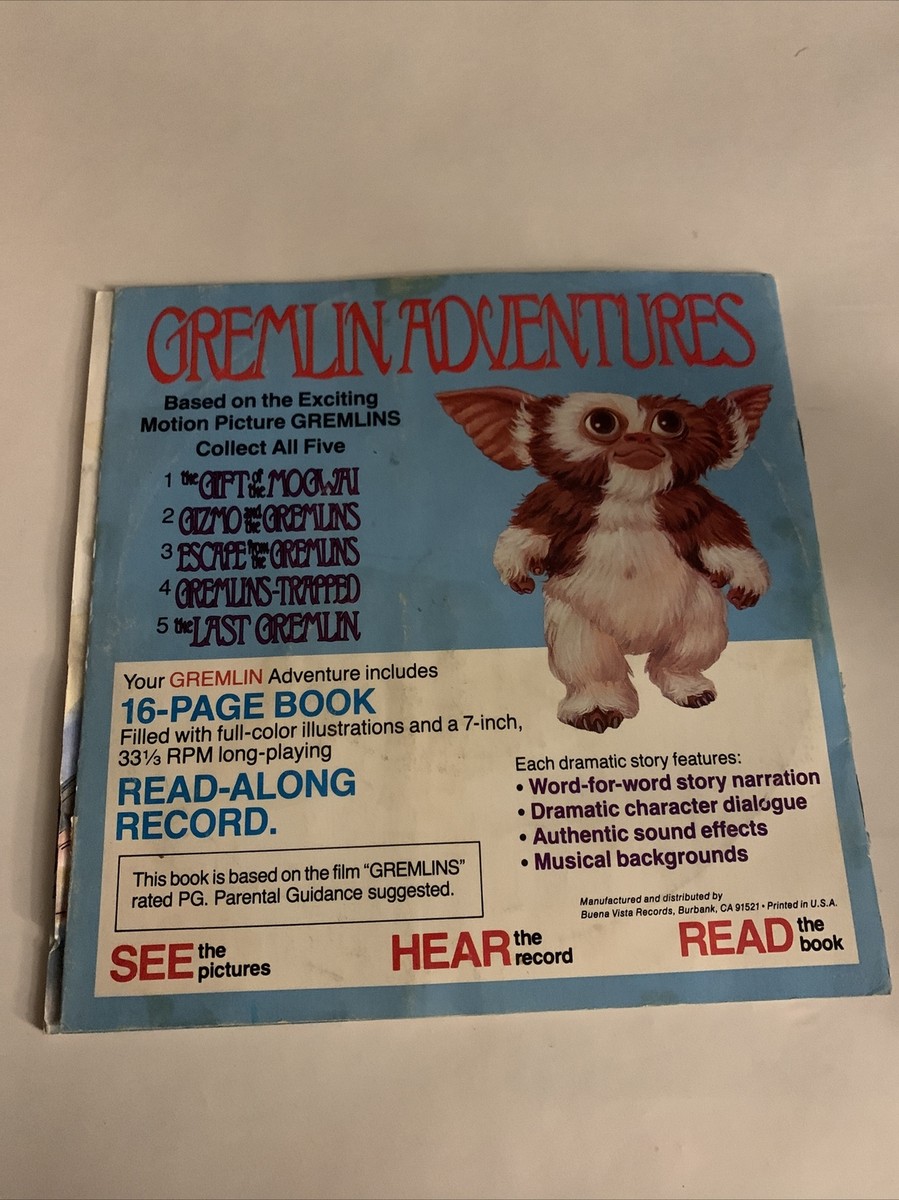 GREMLIN ADVENTURES
Based on the Exciting
Motion Picture GREMLINS
Collect All Five
1 the GIFT of the MOGWAI
2 GIZMO and the GREMLINS
3 ESCAPE from the GREMLINS
4 GREMLINS-TRAPPED
5 the LAST GREMLIN
Your GREMLIN Adventure includes
16-PAGE BOOK
Filled with full-color illustrations and a 7-inch,
33⅓ RPM long-playing
READ-ALONG
RECORD.
This book is based on the film “GREMLINS”
rated PG. Parental Guidance suggested.
Each dramatic story features:
• Word-for-word story narration
• Dramatic character dialogue
• Authentic sound effects
• Musical backgrounds
Manufactured and distributed by
Buena Vista Records, Burbank, CA 91521 • Printed in U.S.A.
SEE the pictures
HEAR the record
READ the book